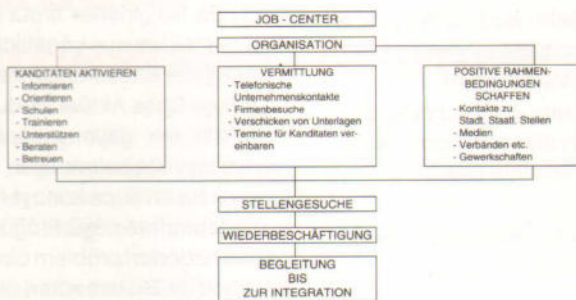 JOB - CENTER
ORGANISATION
KANDITATEN AKTIVIEREN
- Informieren
- Orientieren
- Schulen
- Trainieren
- Unterstützen
- Beraten
- Betreuen
VERMITTLUNG
- Telefonische
Unternehmenskontakte
- Firmenbesuche
- Verschicken von Unterlagen
- Termine für Kanditaten ver-
einbaren
POSITIVE RAHMEN-
BEDINGUNGEN
SCHAFFEN
- Kontakte zu
Stadt. Staatl. Stellen
- Medien
- Verbänden etc.
- Gewerkschaften
STELLENGESUCHE
WIEDERBESCHÄFTIGUNG
BEGLEITUNG
BIS
ZUR INTEGRATION